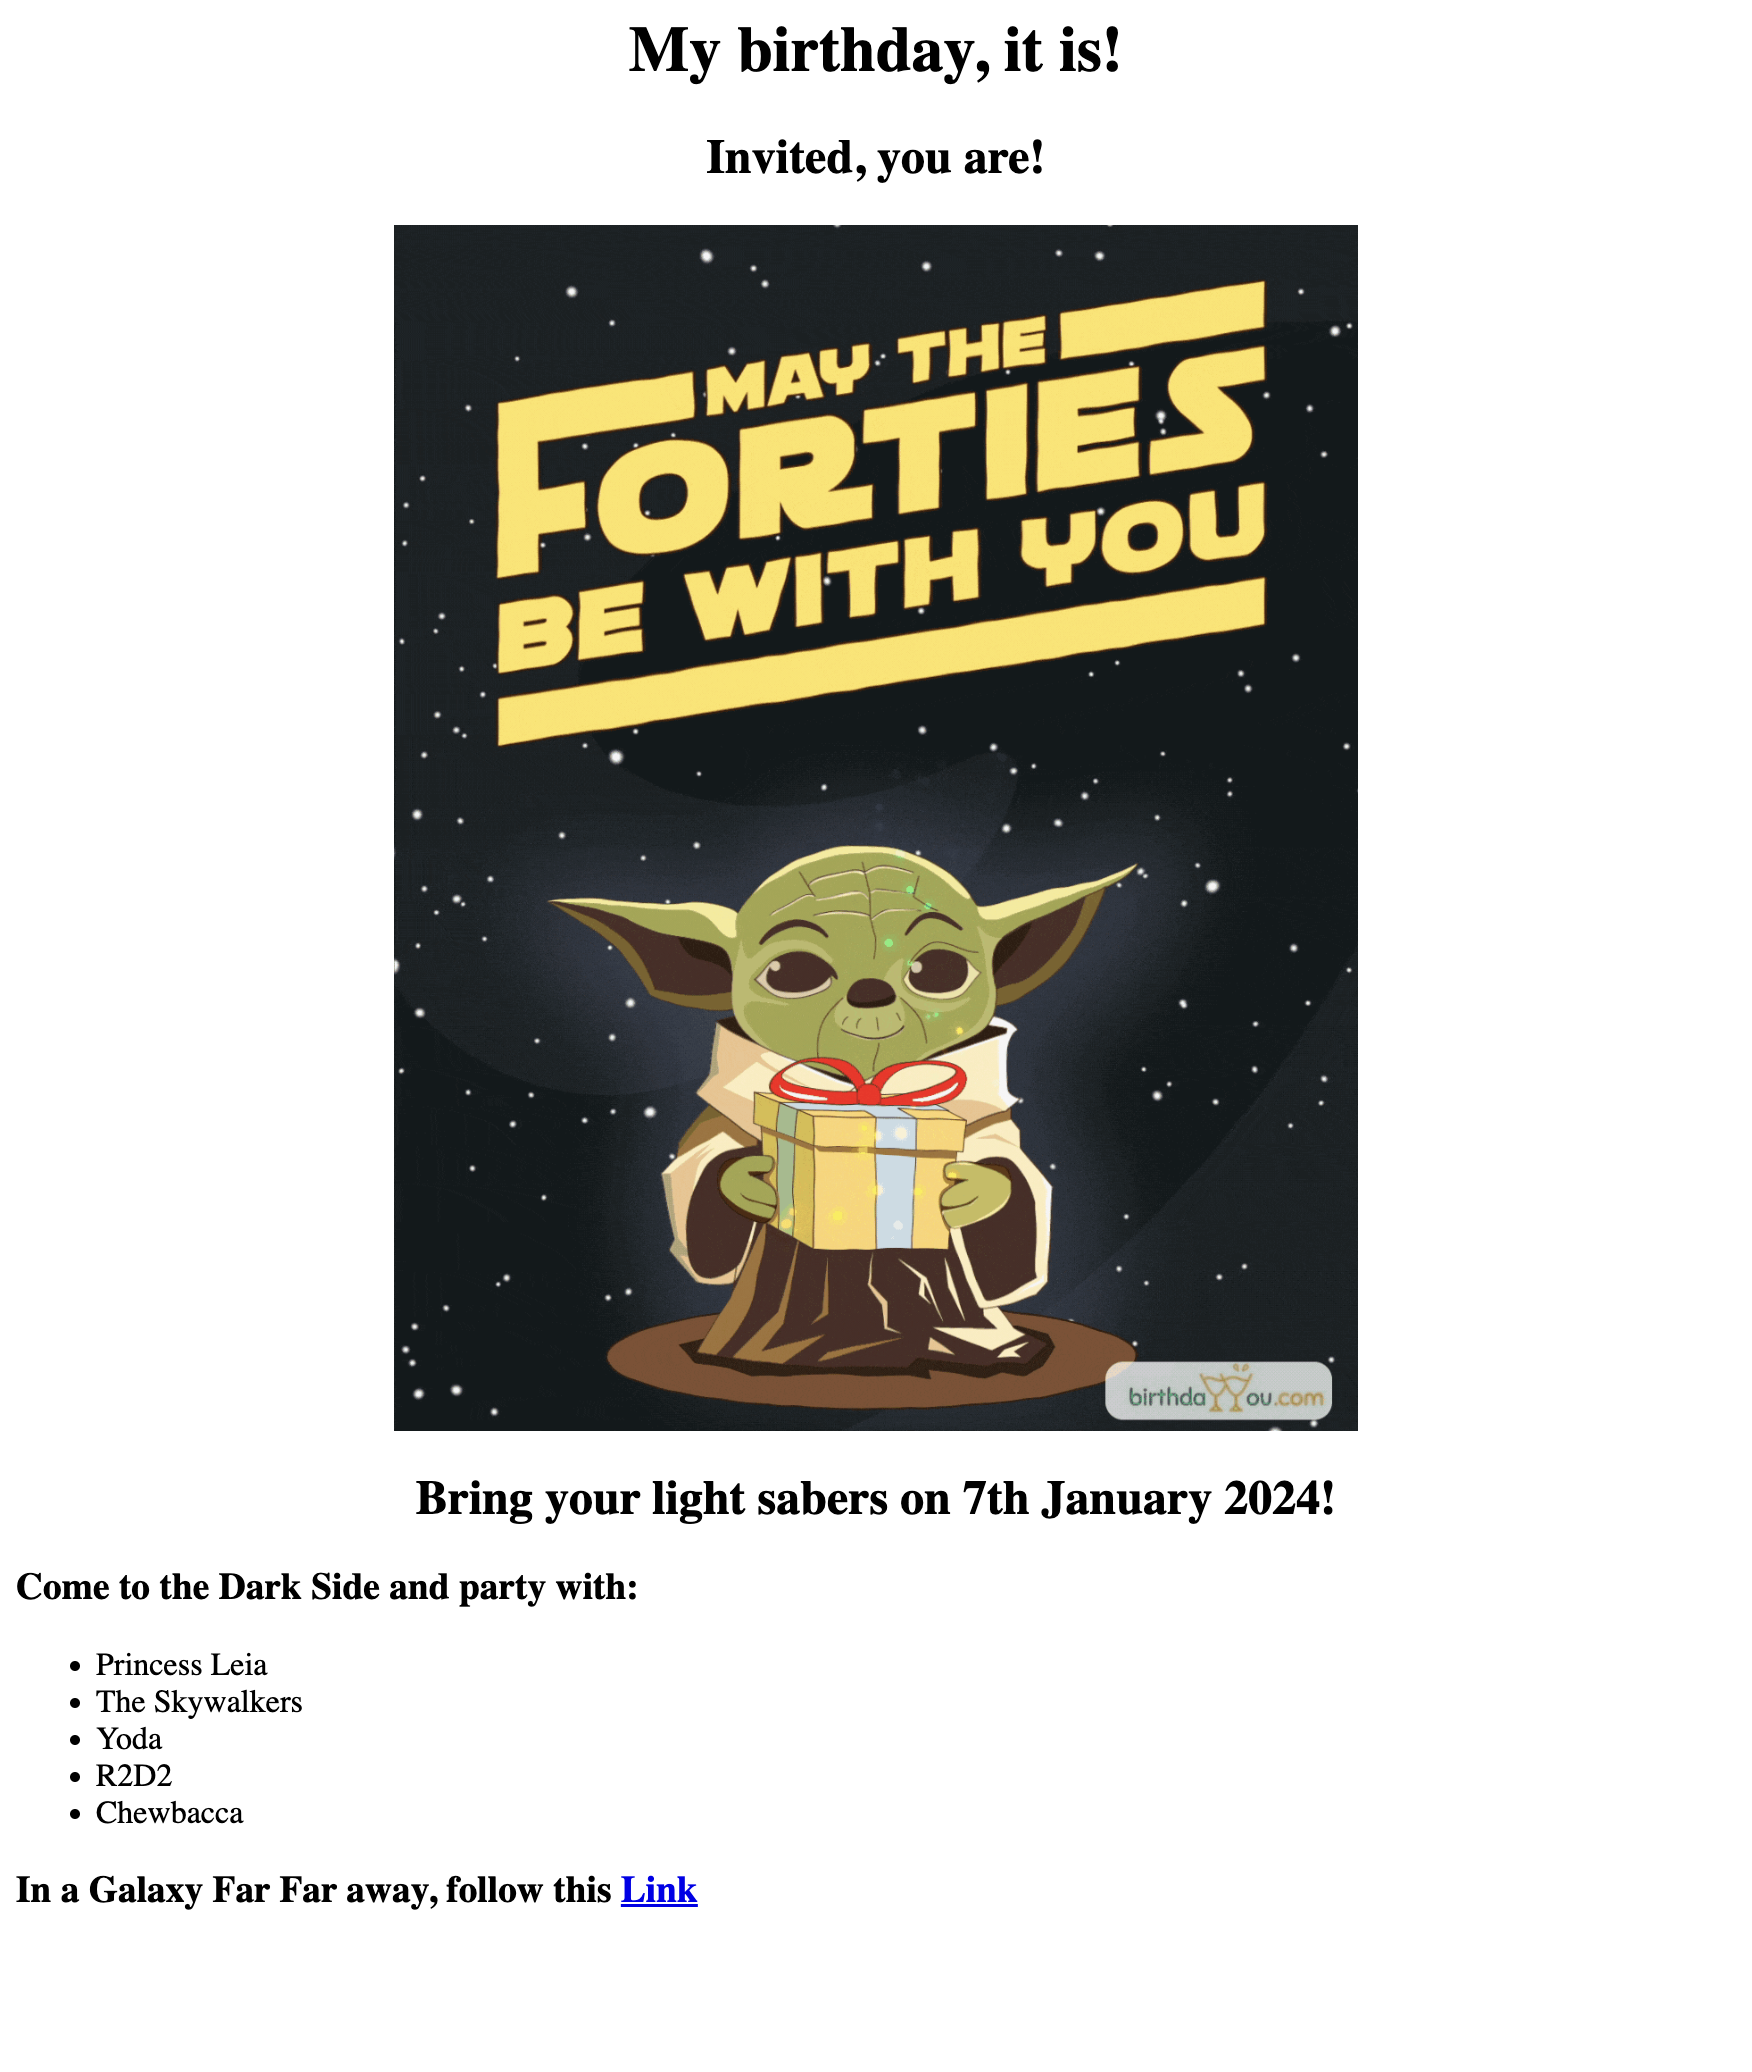 My birthday, it is!
Invited, you are!
MAY THE
FORTIES
BE WITH YOU
birthdayou.com
Bring your light sabers on 7th January 2024!
Come to the Dark Side and party with:
• Princess Leia
• The Skywalkers
• Yoda
• R2D2
• Chewbacca
In a Galaxy Far Far away, follow this Link